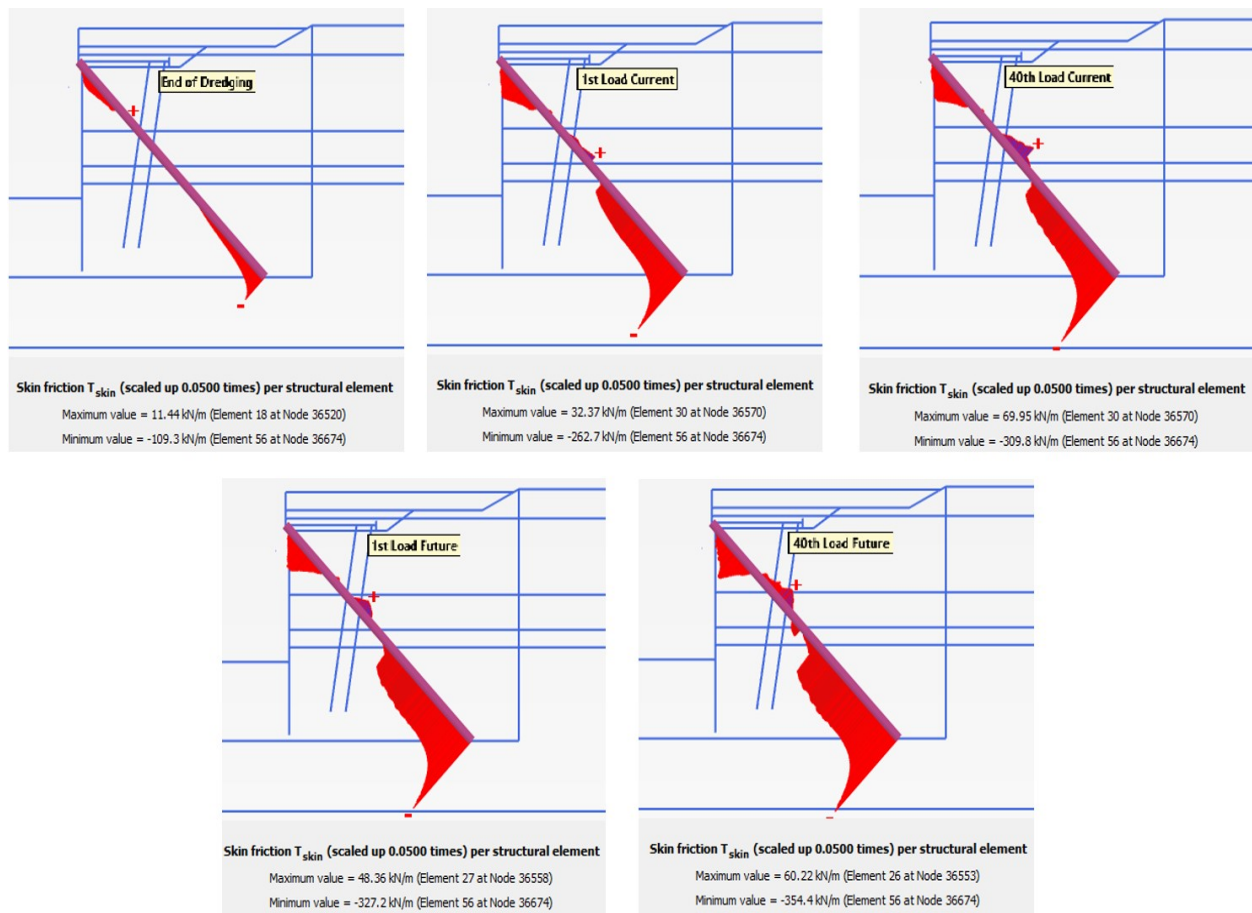 End of Dredging
+
-
Skin friction T_skin (scaled up 0.0500 times) per structural element
Maximum value = 11.44 kN/m (Element 18 at Node 36520)
Minimum value = -109.3 kN/m (Element 56 at Node 36674)
1st Load Current
+
-
Skin friction T_skin (scaled up 0.0500 times) per structural element
Maximum value = 32.37 kN/m (Element 30 at Node 36570)
Minimum value = -262.7 kN/m (Element 56 at Node 36674)
40th Load Current
+
-
Skin friction T_skin (scaled up 0.0500 times) per structural element
Maximum value = 69.95 kN/m (Element 30 at Node 36570)
Minimum value = -309.8 kN/m (Element 56 at Node 36674)
1st Load Future
+
-
Skin friction T_skin (scaled up 0.0500 times) per structural element
Maximum value = 48.36 kN/m (Element 27 at Node 36558)
Minimum value = -327.2 kN/m (Element 56 at Node 36674)
40th Load Future
+
-
Skin friction T_skin (scaled up 0.0500 times) per structural element
Maximum value = 60.22 kN/m (Element 26 at Node 36553)
Minimum value = -354.4 kN/m (Element 56 at Node 36674)